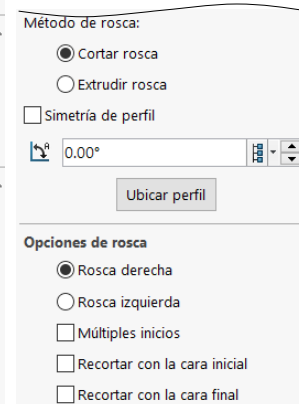 Método de rosca:
Cortar rosca
Extrudir rosca
Simetría de perfil
0.00°
Ubicar perfil
Opciones de rosca
Rosca derecha
Rosca izquierda
Múltiples inicios
Recortar con la cara inicial
Recortar con la cara final